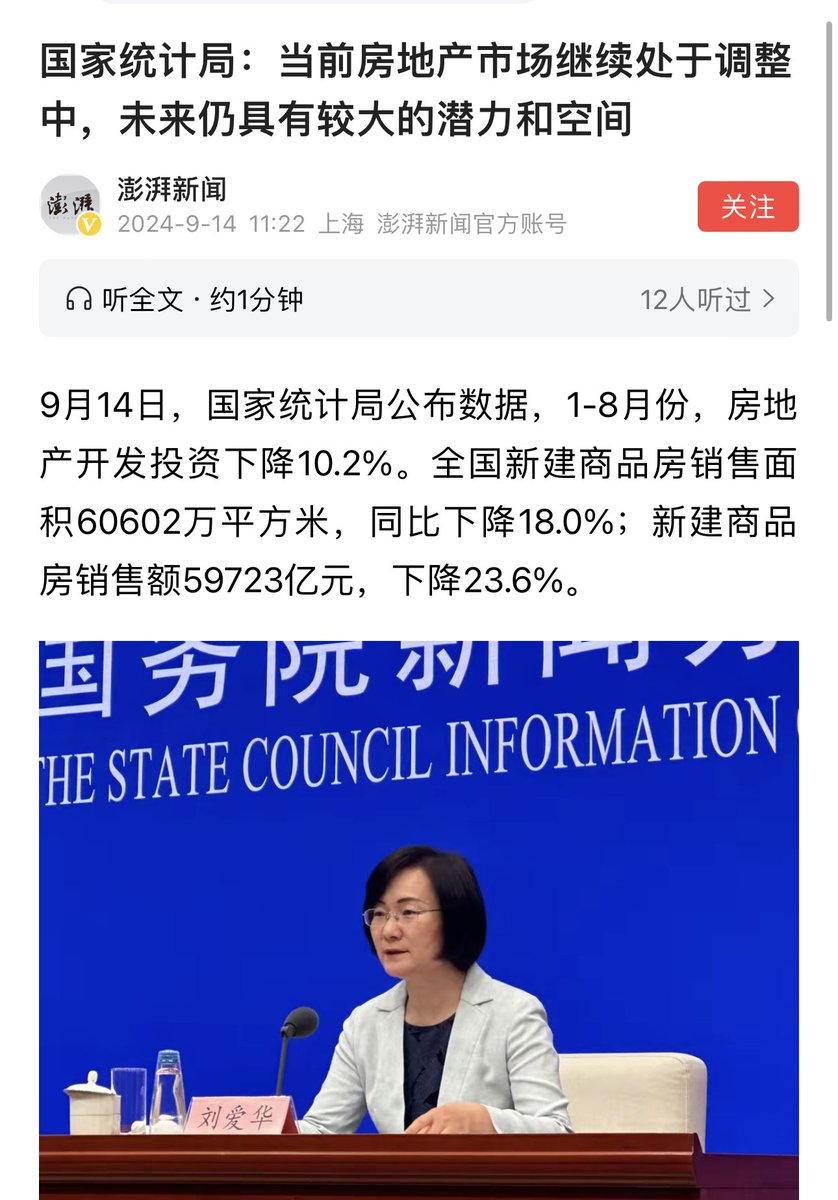 国家统计局：当前房地产市场继续处于调整
中，未来仍具有较大的潜力和空间
澎湃
V
澎湃新闻
2024-9-14 11:22 上海 澎湃新闻官方账号
关注
听全文·约1分钟
12人听过
9月14日，国家统计局公布数据，1-8月份，房地
产开发投资下降10.2%。全国新建商品房销售面
积60602万平方米，同比下降18.0%；新建商品
房销售额59723亿元，下降23.6%。
国务院新闻办
THE STATE COUNCIL INFORMATION
刘爱华